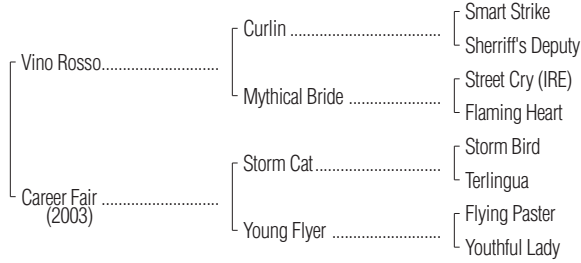 Smart Strike
Curlin ........................................
Sherriff's Deputy
Vino Rosso...............................
Street Cry (IRE)
Mythical Bride ........................
Flaming Heart
Storm Bird
Storm Cat.................................
Terlingua
Career Fair ...............................
(2003)
Flying Paster
Young Flyer ............................
Youthful Lady